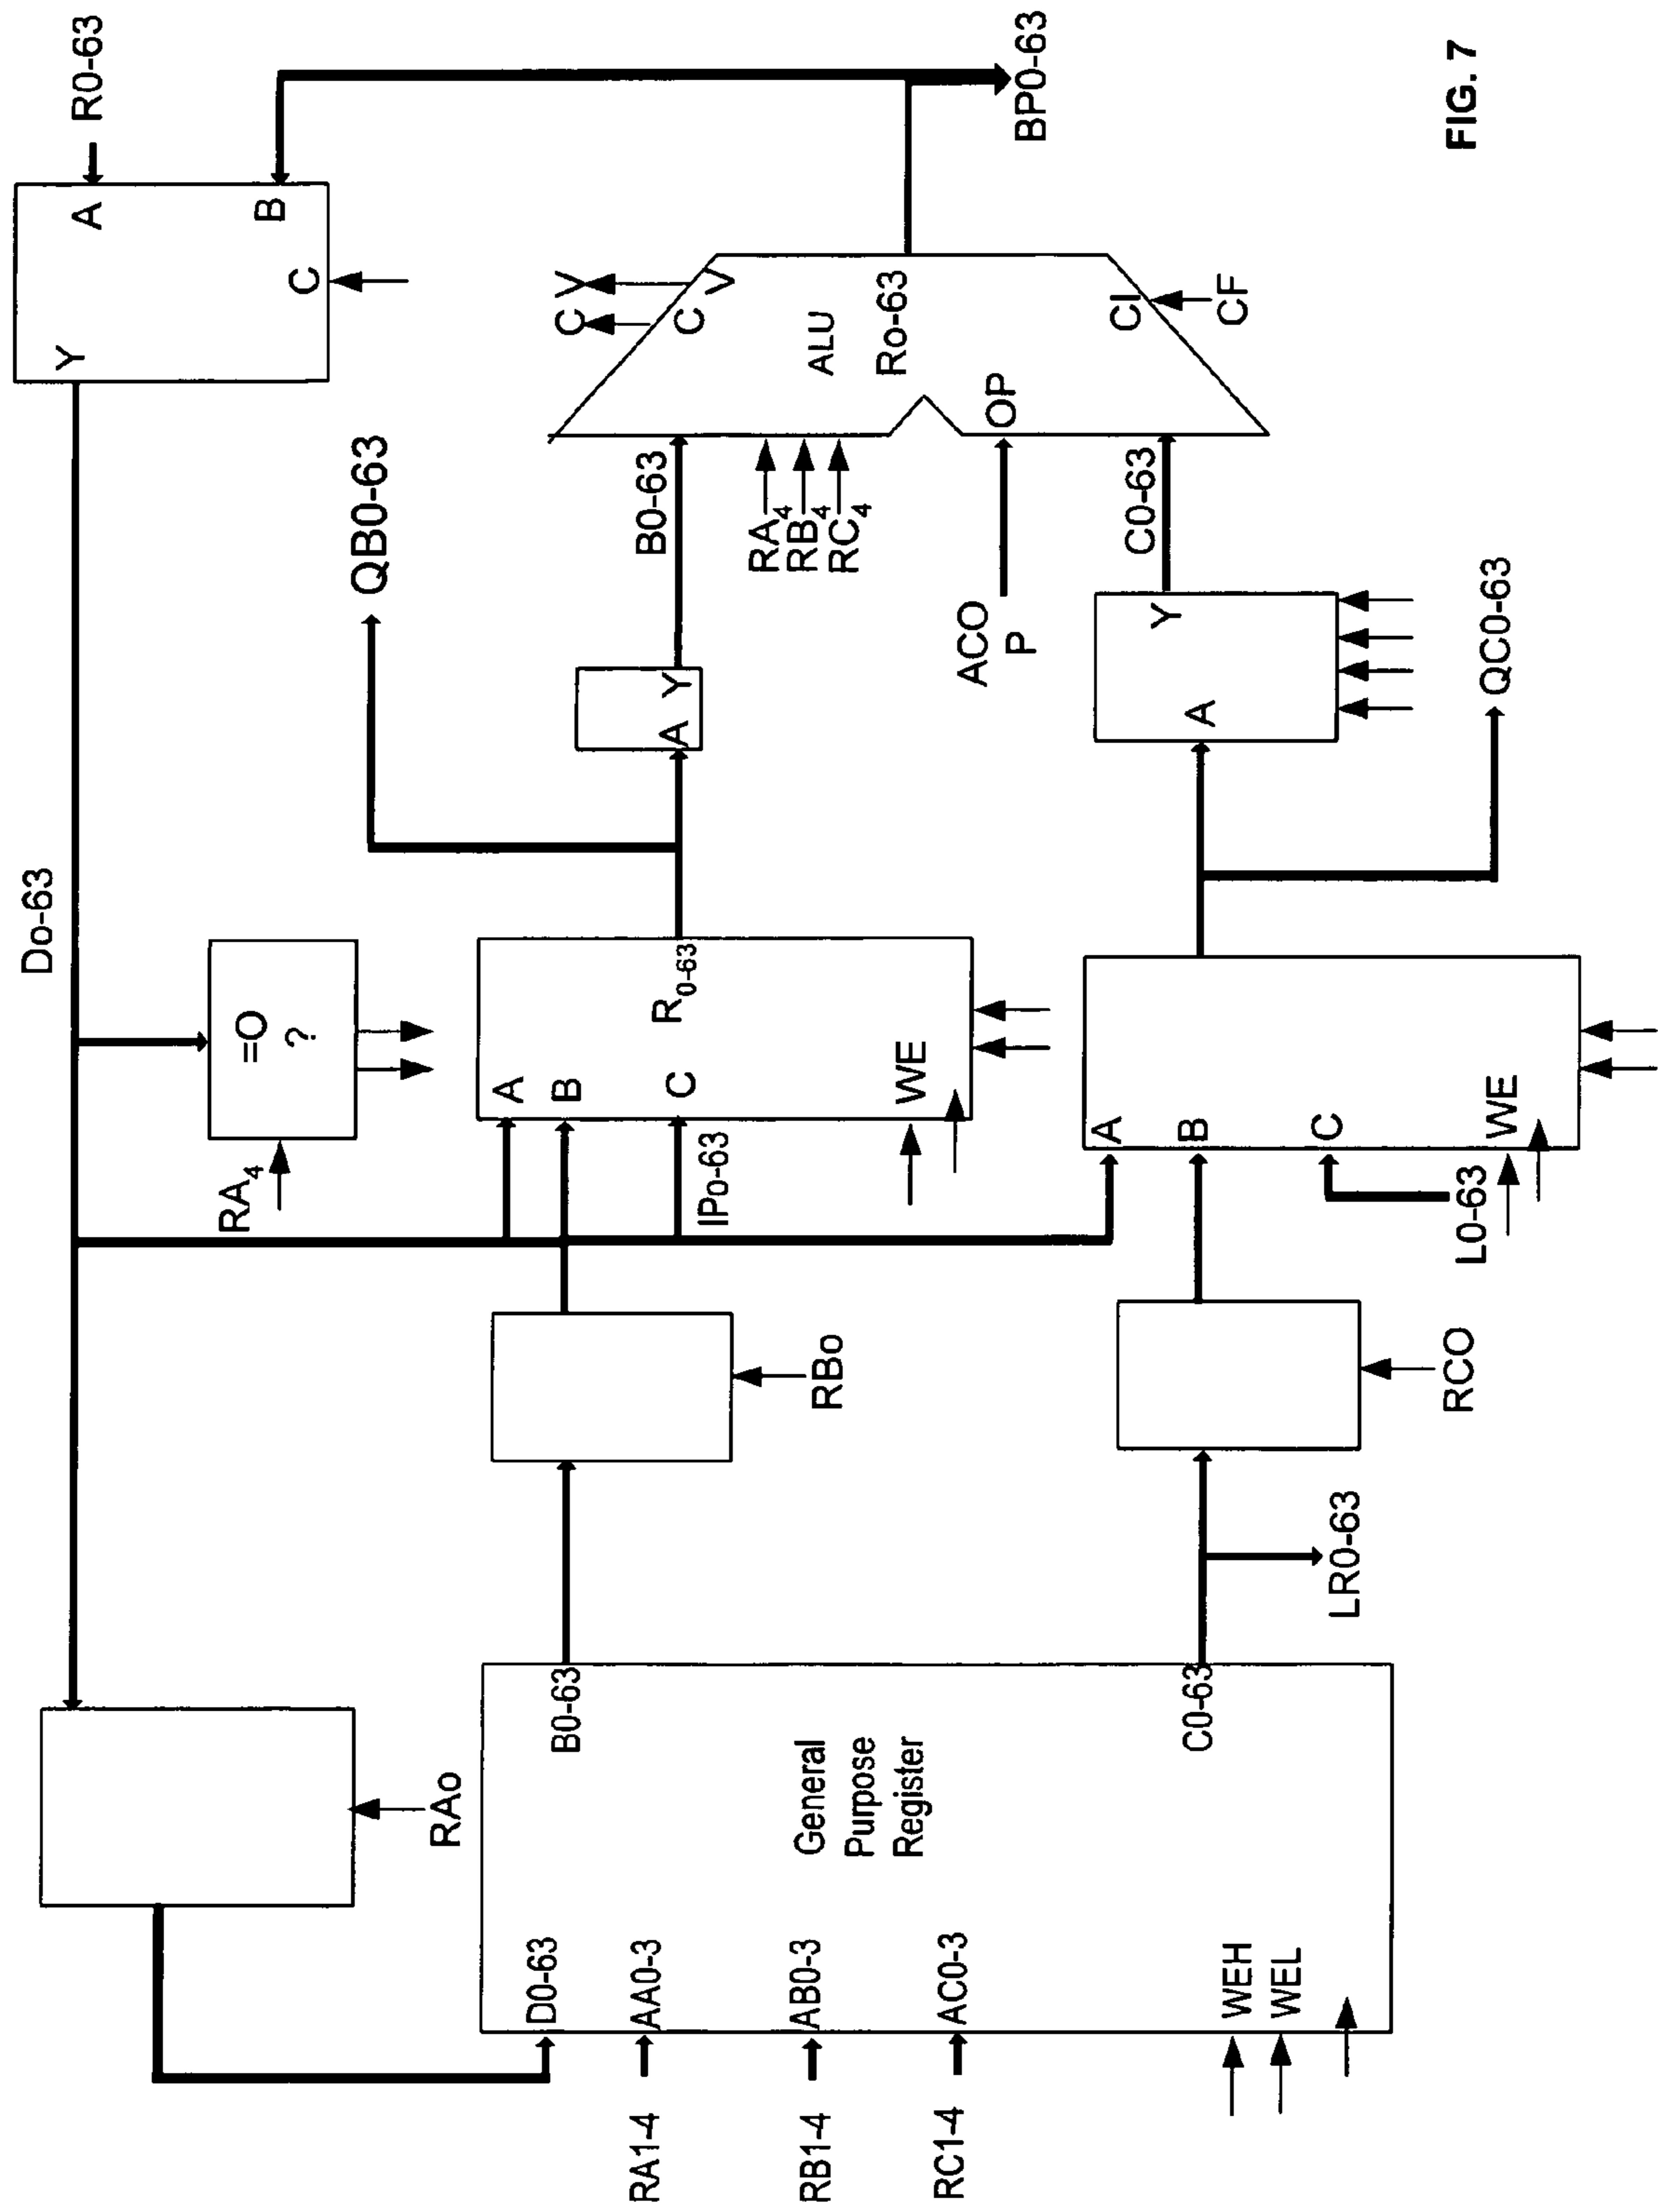 Do-63
Y
A
R0-63
B
C
RAo
RA4
=O
?
QB0-63
C V
C V
ALU
Ro-63
CI
CF
OP
B0-63
RA4
RB4
RC4
ACO
P
C0-63
BP0-63
A Y
A
B
C
R0-63
WE
IPo-63
RBo
D0-63
AA0-3
AB0-3
AC0-3
WEH
WEL
RA1-4
RB1-4
RC1-4
B0-63
General
Purpose
Register
C0-63
LR0-63
RCO
A
B
C
WE
L0-63
A
Y
QC0-63
FIG. 7